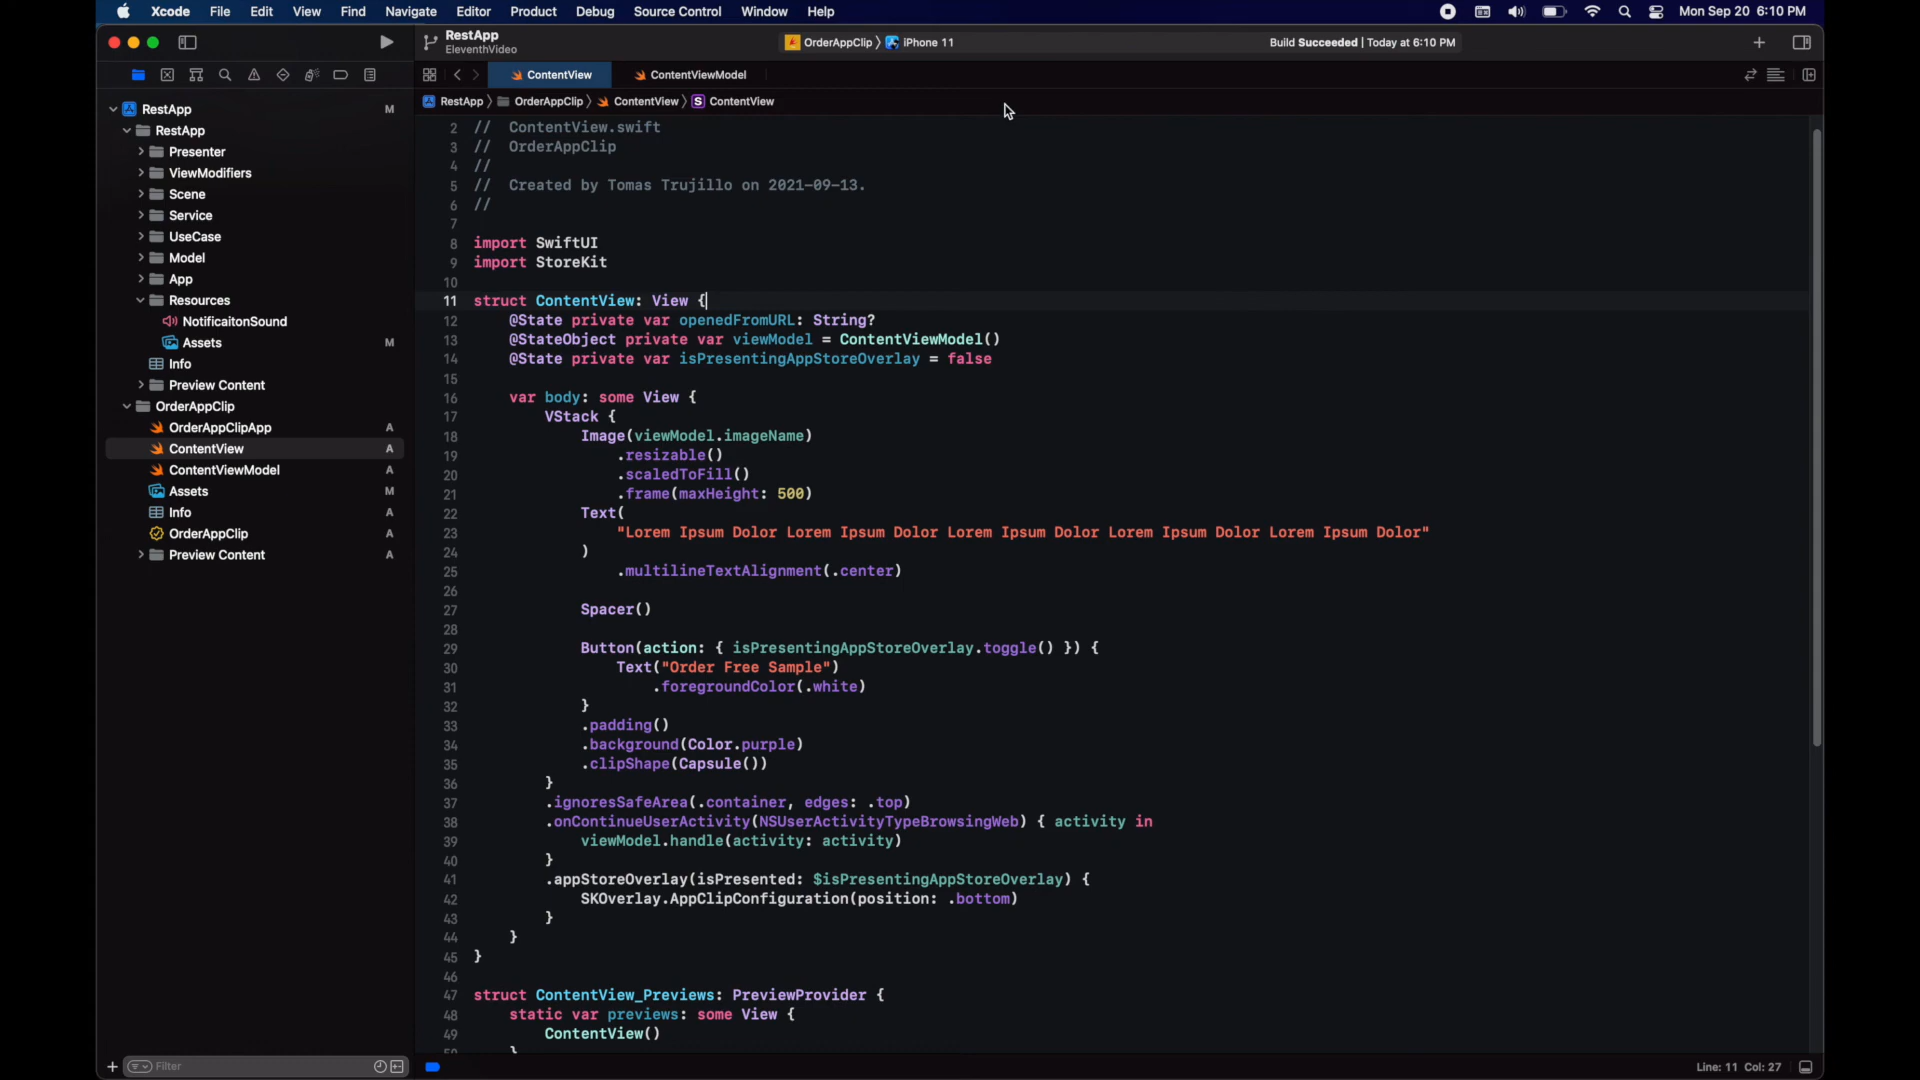 Xcode File Edit View Find Navigate Editor Product Debug Source Control Window Help Mon Sep 20 6:10 PM
RestApp
EleventhVideo
OrderAppClip iPhone 11
Build Succeeded | Today at 6:10 PM
ContentView
ContentViewModel
RestApp OrderAppClip ContentView S ContentView
RestApp M
RestApp
Presenter
ViewModifiers
Scene
Service
UseCase
Model
App
Resources
NotificaitonSound
Assets M
Info
Preview Content
OrderAppClip
OrderAppClipApp A
ContentView A
ContentViewModel A
Assets M
Info A
OrderAppClip A
Preview Content A
Filter
2 // ContentView.swift
3 // OrderAppClip
4 //
5 // Created by Tomas Trujillo on 2021-09-13.
6 //
7
8 import SwiftUI
9 import StoreKit
10
11 struct ContentView: View {
12 @State private var openedFromURL: String?
13 @StateObject private var viewModel = ContentViewModel()
14 @State private var isPresentingAppStoreOverlay = false
15
16 var body: some View {
17 VStack {
18 Image(viewModel.imageName)
19 .resizable()
20 .scaledToFill()
21 .frame(maxHeight: 500)
22 Text(
23 "Lorem Ipsum Dolor Lorem Ipsum Dolor Lorem Ipsum Dolor Lorem Ipsum Dolor Lorem Ipsum Dolor"
24 )
25 .multilineTextAlignment(.center)
26
27 Spacer()
28
29 Button(action: { isPresentingAppStoreOverlay.toggle() }) {
30 Text("Order Free Sample")
31 .foregroundColor(.white)
32 }
33 .padding()
34 .background(Color.purple)
35 .clipShape(Capsule())
36 }
37 .ignoresSafeArea(.container, edges: .top)
38 .onContinueUserActivity(NSUserActivityTypeBrowsingWeb) { activity in
39 viewModel.handle(activity: activity)
40 }
41 .appStoreOverlay(isPresented: $isPresentingAppStoreOverlay) {
42 SKOverlay.AppClipConfiguration(position: .bottom)
43 }
44 }
45 }
46
47 struct ContentView_Previews: PreviewProvider {
48 static var previews: some View {
49 ContentView()
50 }
Line: 11 Col: 27